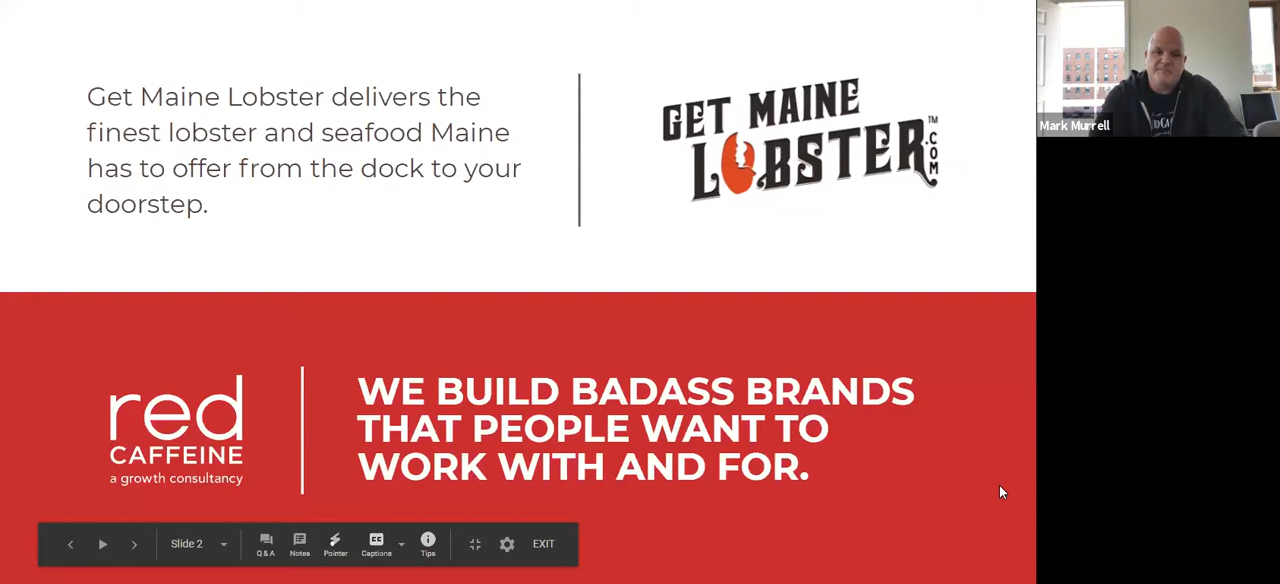 Get Maine Lobster delivers the
finest lobster and seafood Maine
has to offer from the dock to your
doorstep.
GET MAINE
LOBSTER
.COM
TM
Mark Murrell
red
CAFFEINE
a growth consultancy
WE BUILD BADASS BRANDS
THAT PEOPLE WANT TO
WORK WITH AND FOR.
Slide 2
Q & A
Notes
Pointer
Captions
Tips
EXIT
CC